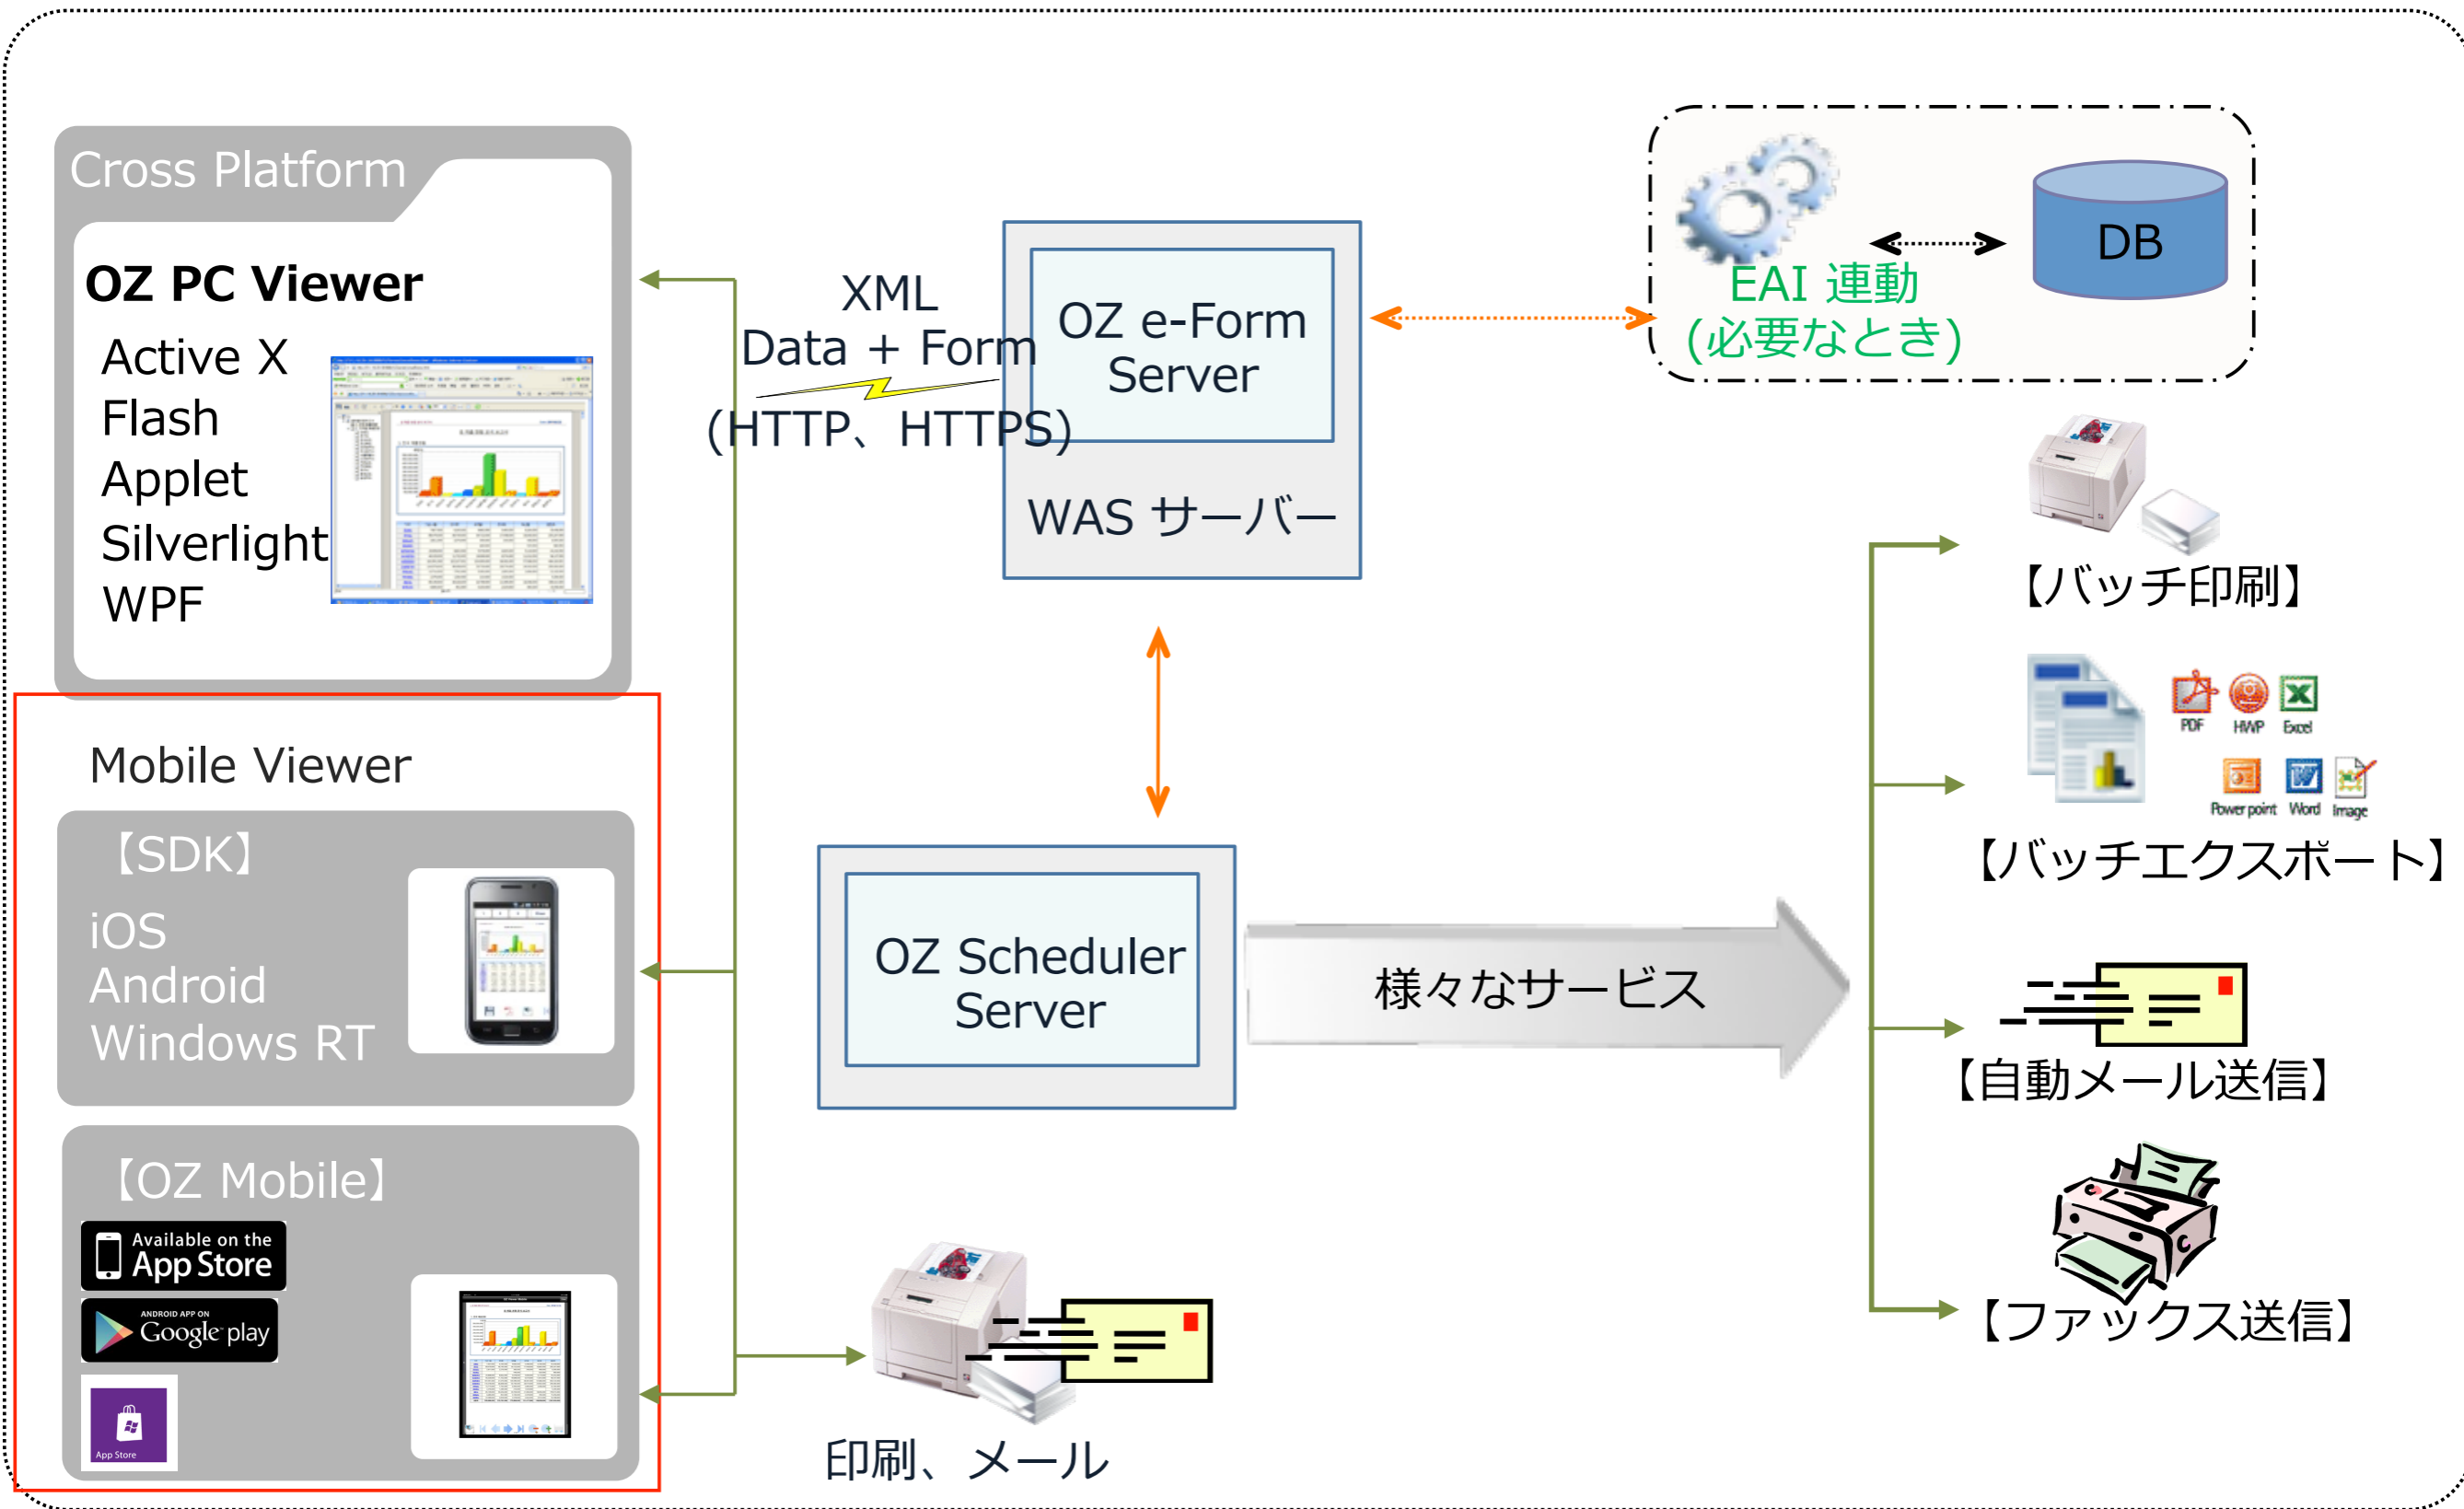 Cross Platform
OZ PC Viewer
Active X
Flash
Applet
Silverlight
WPF
XML
Data + Form
(HTTP、HTTPS)
OZ e-Form
Server
WAS サーバー
EAI 連動
(必要なとき)
DB
【バッチ印刷】
PDF
HWP
Excel
Power point
Word
Image
【バッチエクスポート】
Mobile Viewer
【SDK】
iOS
Android
Windows RT
OZ Scheduler
Server
様々なサービス
【自動メール送信】
【ファックス送信】
【OZ Mobile】
Available on the
App Store
ANDROID APP ON
Google play
App Store
印刷、メール